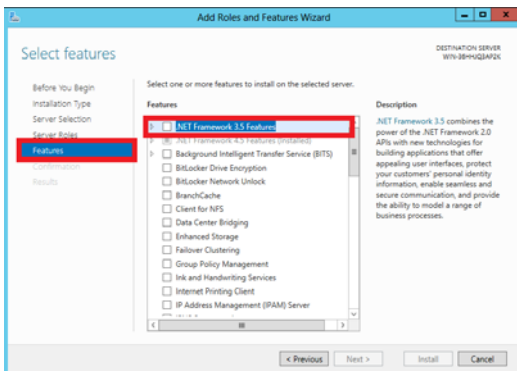 Add Roles and Features Wizard
Select features
DESTINATION SERVER
Before You Begin
Installation Type
Server Selection
Server Roles
Features
Confirmation
Results
Select one or more features to install on the selected server.
Features
.NET Framework 3.5 Features
.NET Framework 4.5 Features (Installed)
Background Intelligent Transfer Service (BITS)
BitLocker Drive Encryption
BitLocker Network Unlock
BranchCache
Client for NFS
Data Center Bridging
Enhanced Storage
Failover Clustering
Group Policy Management
Ink and Handwriting Services
Internet Printing Client
IP Address Management (IPAM) Server
Description
.NET Framework 3.5 combines the
power of the .NET Framework 2.0
APIs with new technologies for
building applications that offer
appealing user interfaces, protect
your customers' personal identity
information, enable seamless and
secure communication, and provide
the ability to model a range of
business processes.
< Previous
Next >
Install
Cancel